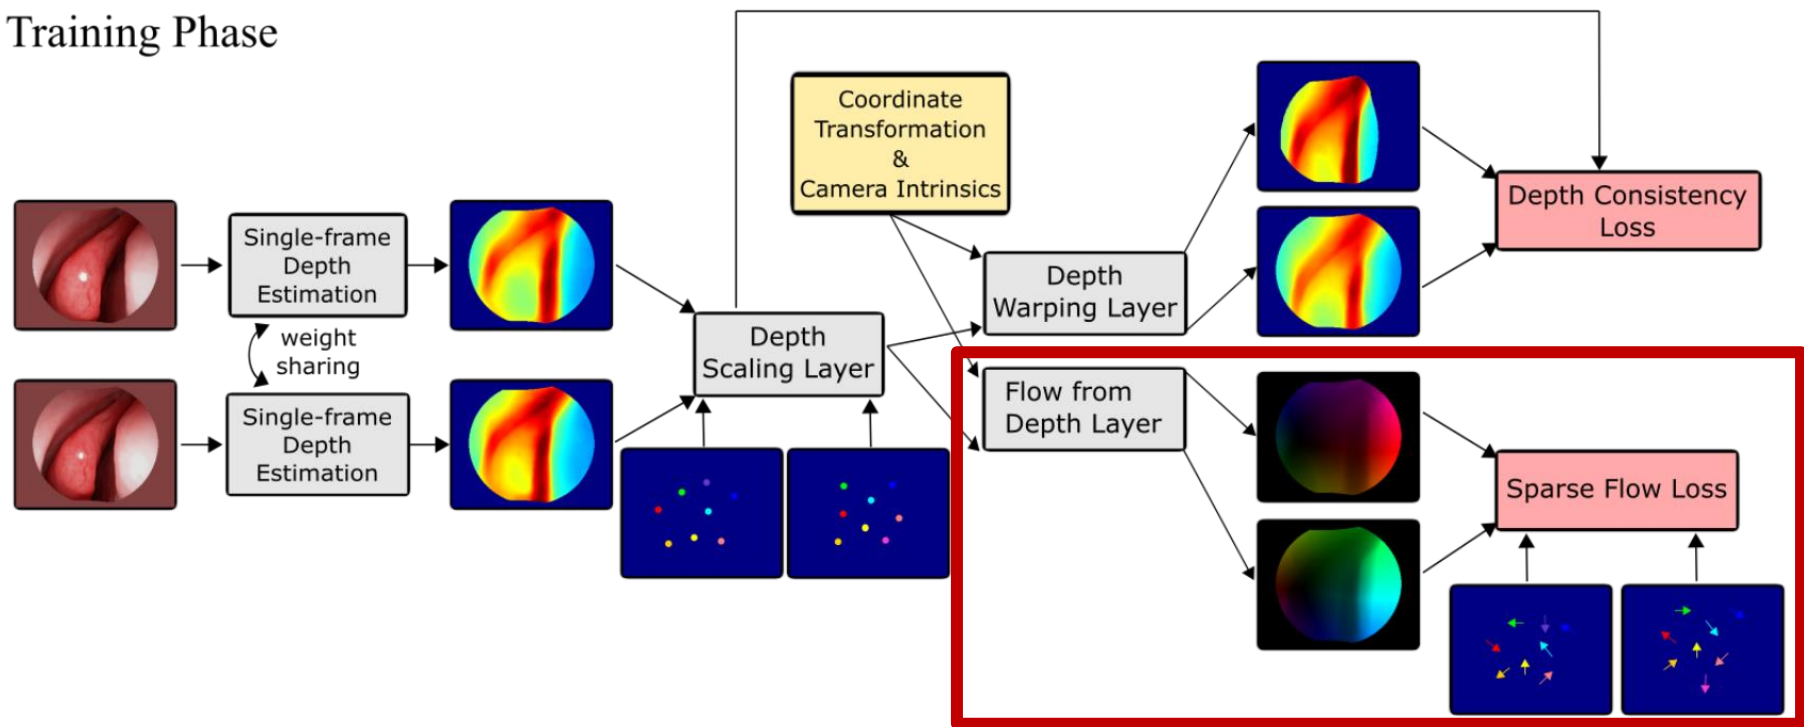 Training Phase
Coordinate
Transformation
&
Camera Intrinsics
Single-frame
Depth
Estimation
weight
sharing
Single-frame
Depth
Estimation
Depth
Scaling Layer
Depth
Warping Layer
Flow from
Depth Layer
Depth Consistency
Loss
Sparse Flow Loss